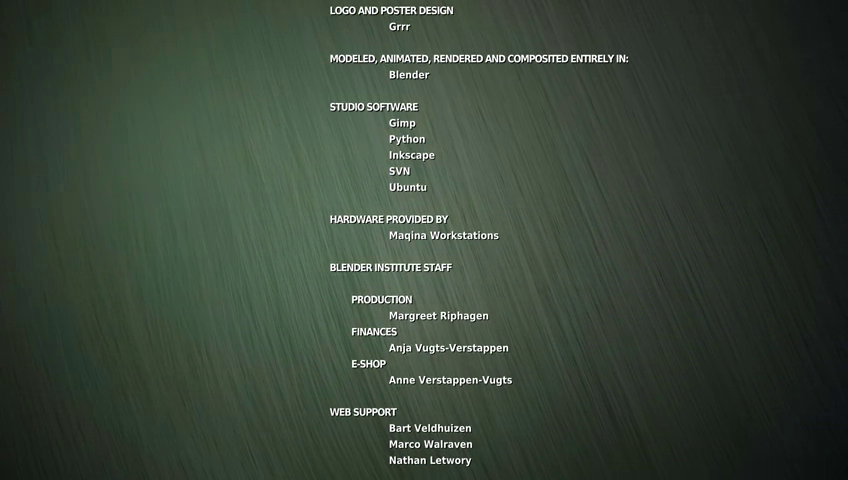 LOGO AND POSTER DESIGN
Grrr
MODELED, ANIMATED, RENDERED AND COMPOSITED ENTIRELY IN:
Blender
STUDIO SOFTWARE
Gimp
Python
Inkscape
SVN
Ubuntu
HARDWARE PROVIDED BY
Maqina Workstations
BLENDER INSTITUTE STAFF
PRODUCTION
Margreet Riphagen
FINANCES
Anja Vugts-Verstappen
E-SHOP
Anne Verstappen-Vugts
WEB SUPPORT
Bart Veldhuizen
Marco Walraven
Nathan Letwory